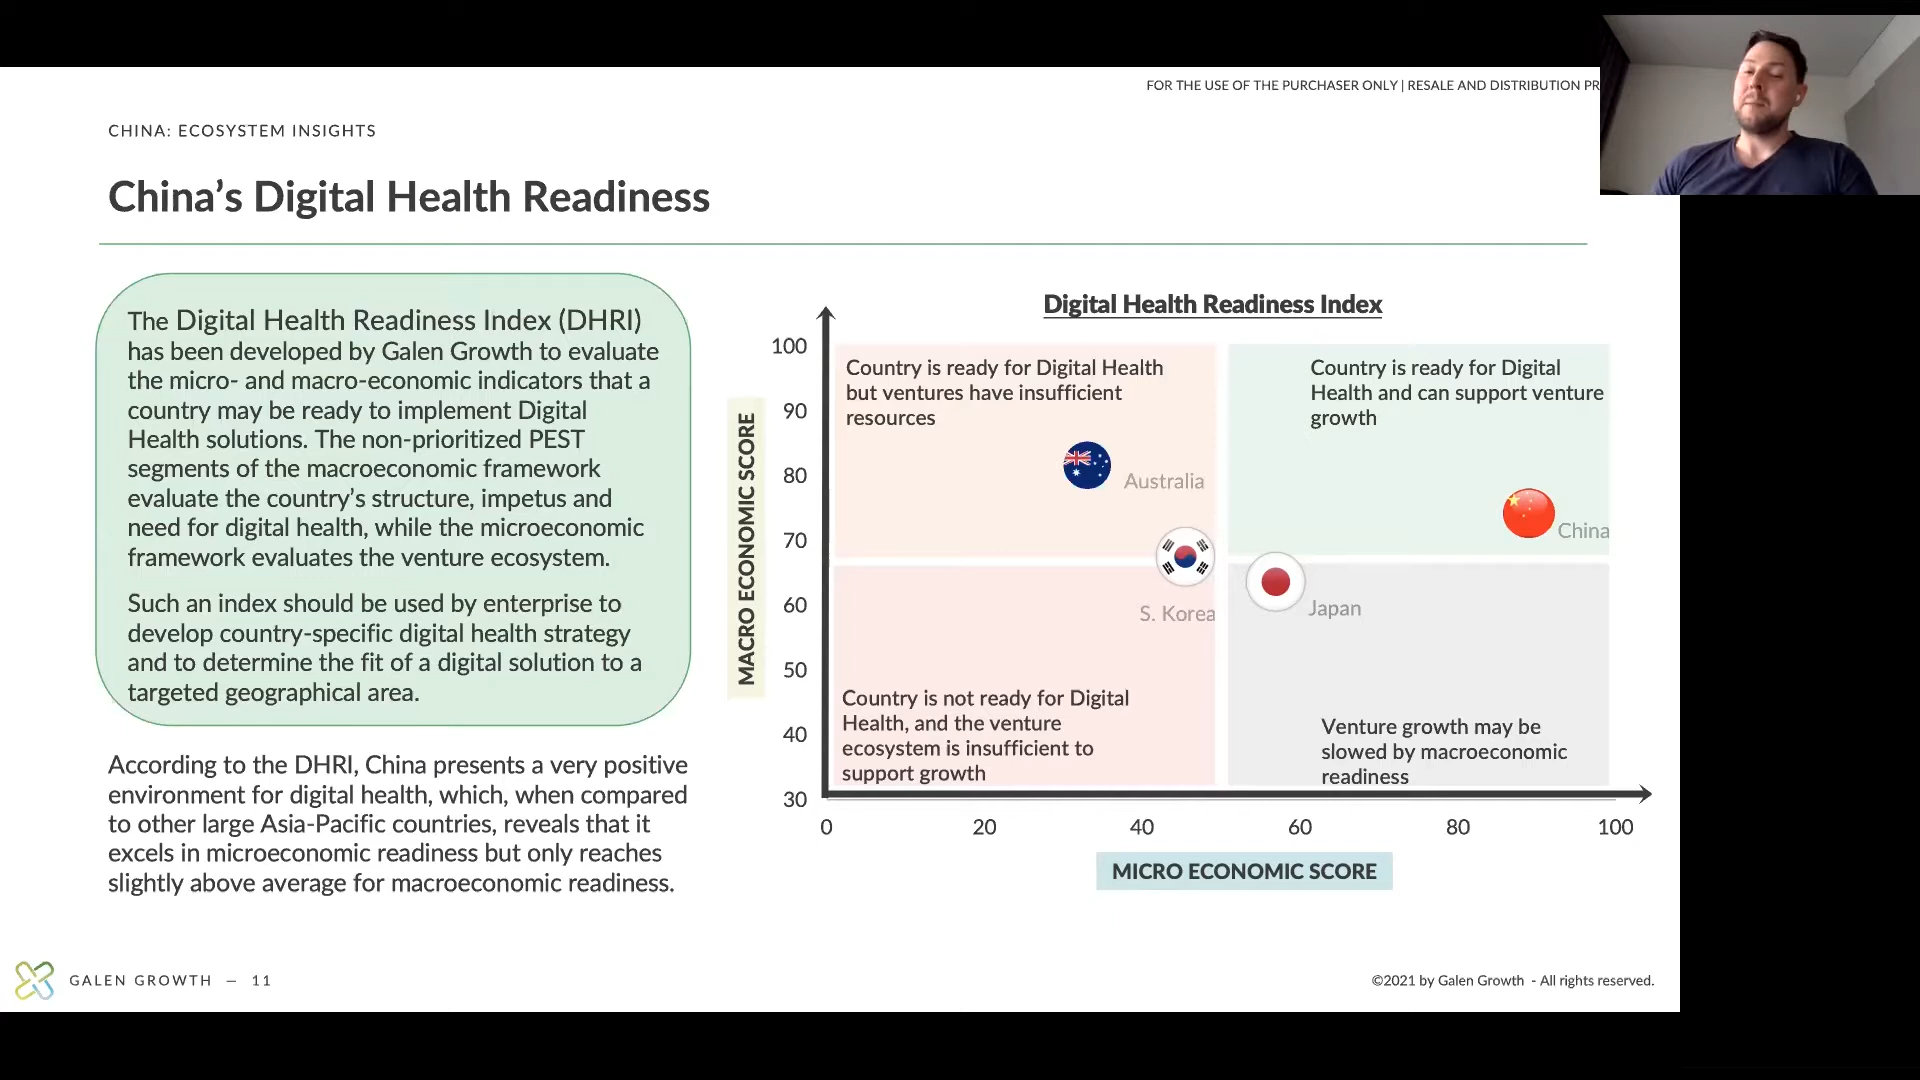 FOR THE USE OF THE PURCHASER ONLY | RESALE AND DISTRIBUTION PR
CHINA: ECOSYSTEM INSIGHTS
China’s Digital Health Readiness
The Digital Health Readiness Index (DHRI)
has been developed by Galen Growth to evaluate
the micro- and macro-economic indicators that a
country may be ready to implement Digital
Health solutions. The non-prioritized PEST
segments of the macroeconomic framework
evaluate the country’s structure, impetus and
need for digital health, while the microeconomic
framework evaluates the venture ecosystem.
Such an index should be used by enterprise to
develop country-specific digital health strategy
and to determine the fit of a digital solution to a
targeted geographical area.
According to the DHRI, China presents a very positive
environment for digital health, which, when compared
to other large Asia-Pacific countries, reveals that it
excels in microeconomic readiness but only reaches
slightly above average for macroeconomic readiness.
Digital Health Readiness Index
MACRO ECONOMIC SCORE
100
90
80
70
60
50
40
30
Country is ready for Digital Health
but ventures have insufficient
resources
Country is ready for Digital
Health and can support venture
growth
Australia
China
S. Korea
Japan
Country is not ready for Digital
Health, and the venture
ecosystem is insufficient to
support growth
Venture growth may be
slowed by macroeconomic
readiness
0 20 40 60 80 100
MICRO ECONOMIC SCORE
GALEN GROWTH – 11
©2021 by Galen Growth - All rights reserved.